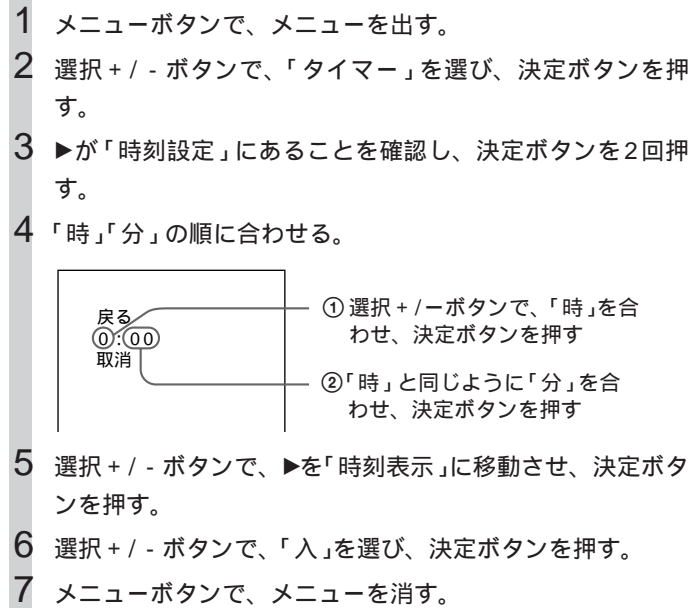 1 メニューボタンで、メニューを出す。
2 選択 + / - ボタンで、「タイマー」を選び、決定ボタンを押
す。
3 ▶が「時刻設定」にあることを確認し、決定ボタンを2回押
す。
4 「時」「分」の順に合わせる。
戻る
0:00
取消
① 選択 + /ーボタンで、「時」を合
わせ、決定ボタンを押す
②「時」と同じように「分」を合
わせ、決定ボタンを押す
5 選択 + / - ボタンで、▶を「時刻表示」に移動させ、決定ボタ
ンを押す。
6 選択 + / - ボタンで、「入」を選び、決定ボタンを押す。
7 メニューボタンで、メニューを消す。